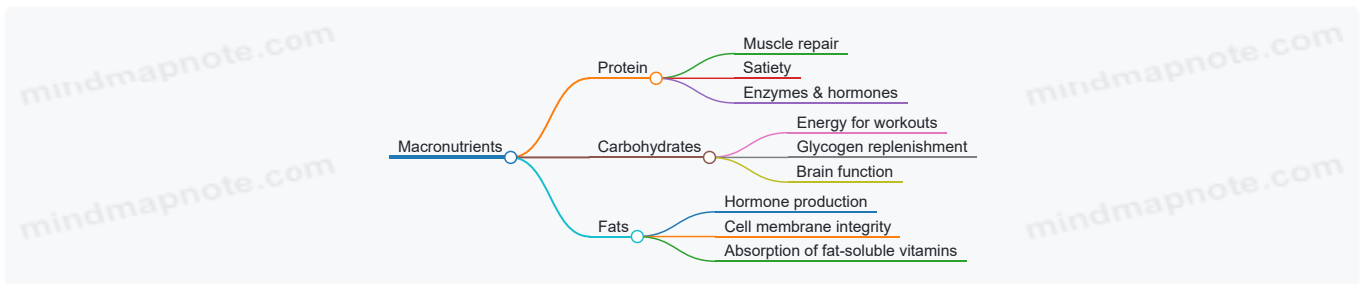 mindmapnote.com
mindmapnote.com
Muscle repair
Protein
Satiety
Enzymes & hormones
Energy for workouts
Macronutrients
Carbohydrates
Glycogen replenishment
Brain function
Hormone production
Fats
Cell membrane integrity
Absorption of fat-soluble vitamins
mindmapnote.com
mindmapnote.com